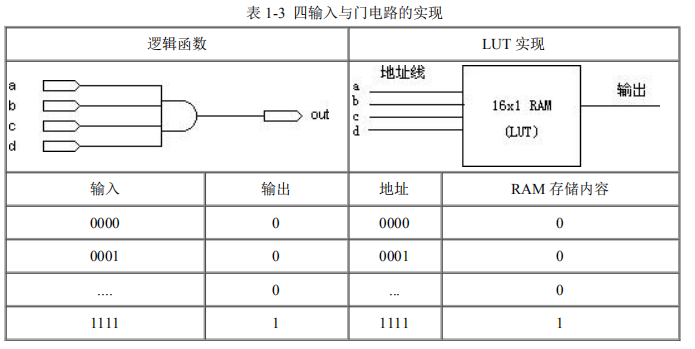 表 1-3 四输入与门电路的实现
逻辑函数 LUT 实现
a
b
c
d
out
地址线
a
b
c
d
16x1 RAM
(LUT)
输出
输入 输出 地址 RAM 存储内容
0000 0 0000 0
0001 0 0001 0
.... 0 ... 0
1111 1 1111 1